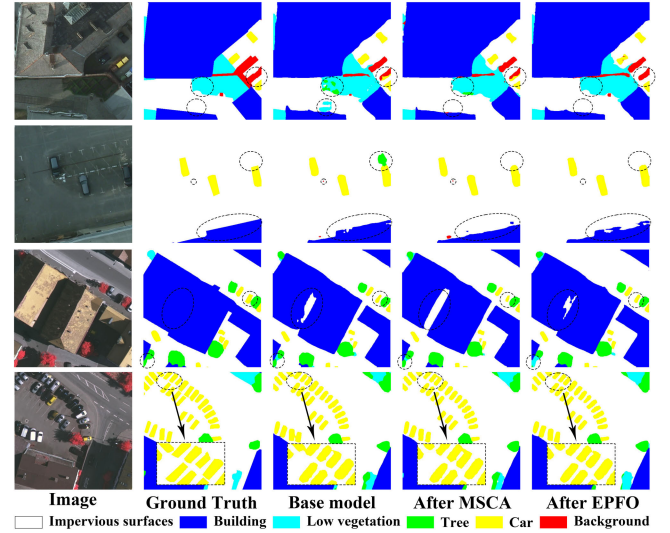 Image Ground Truth Base model After MSCA After EPFO
Impervious surfaces Building Low vegetation Tree Car Background